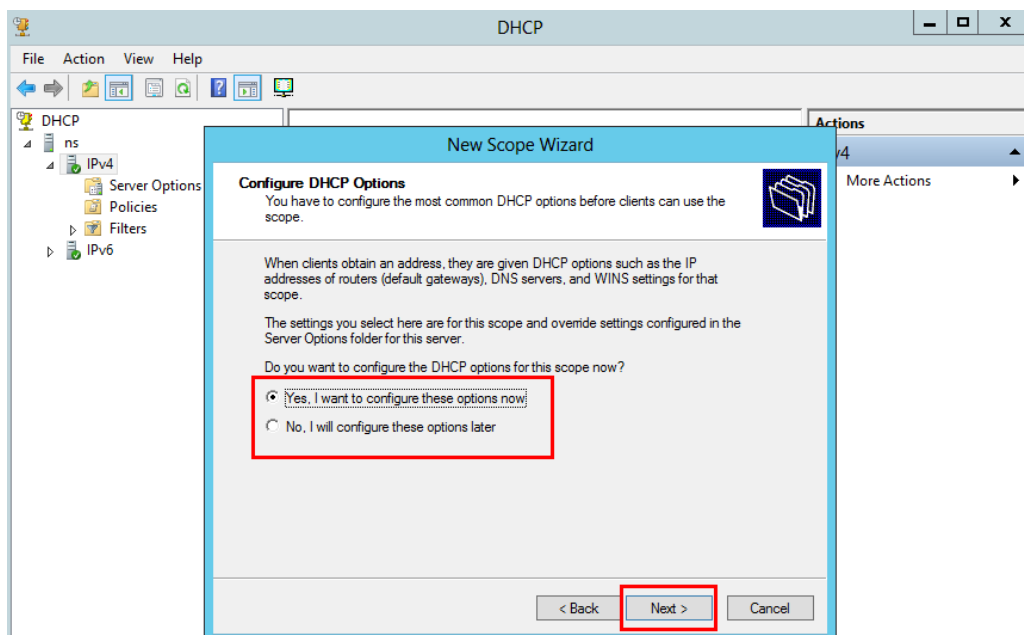 DHCP
File Action View Help
DHCP
ns
IPv4
Server Options
Policies
Filters
IPv6
New Scope Wizard
Configure DHCP Options
You have to configure the most common DHCP options before clients can use the
scope.
When clients obtain an address, they are given DHCP options such as the IP
addresses of routers (default gateways), DNS servers, and WINS settings for that
scope.
The settings you select here are for this scope and override settings configured in the
Server Options folder for this server.
Do you want to configure the DHCP options for this scope now?
Yes, I want to configure these options now
No, I will configure these options later
< Back Next > Cancel
Actions
v4
More Actions